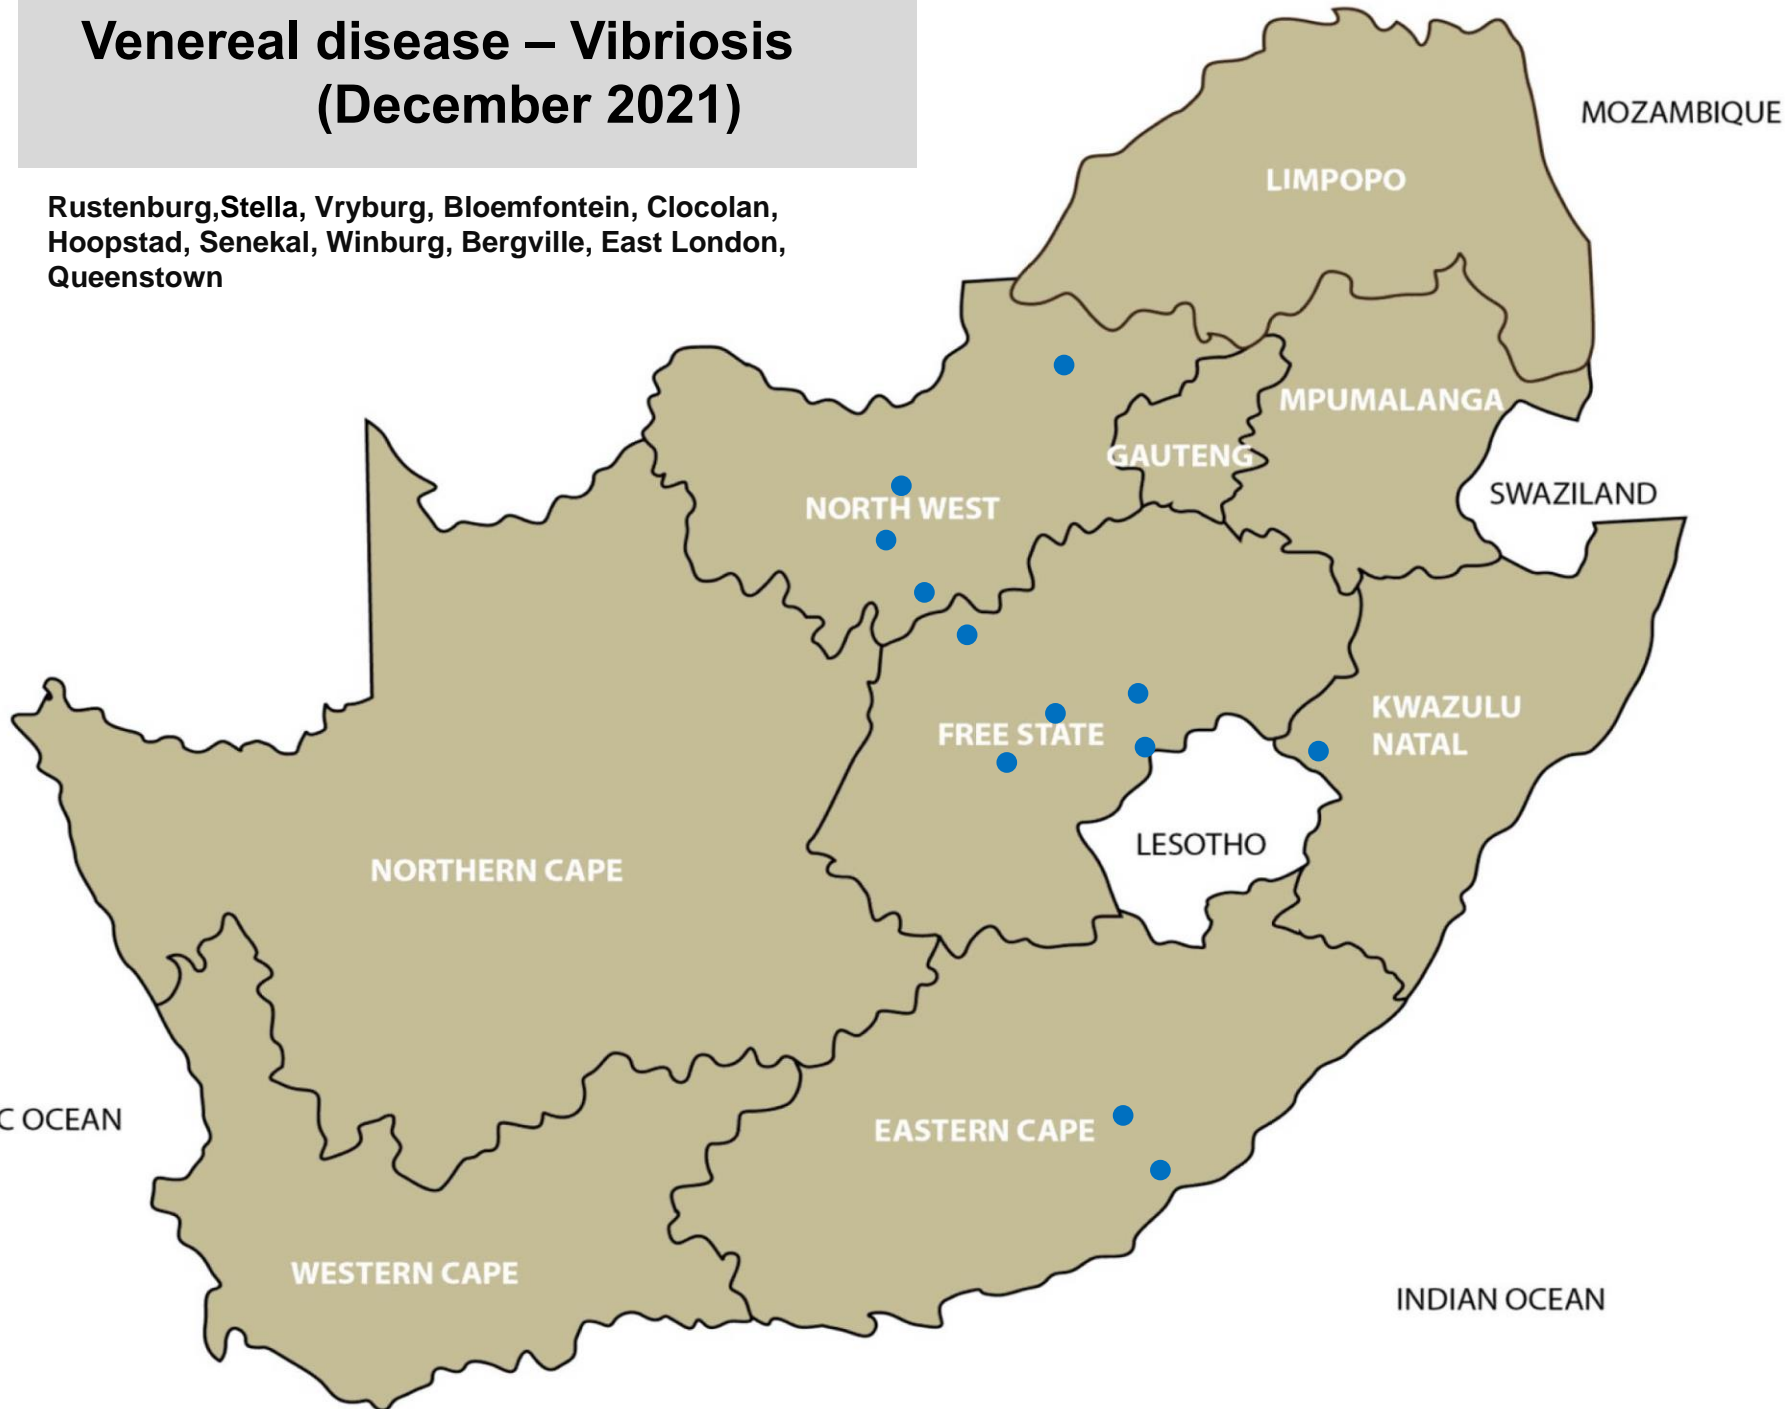 Venereal disease – Vibriosis
(December 2021)
Rustenburg,Stella, Vryburg, Bloemfontein, Clocolan,
Hoopstad, Senekal, Winburg, Bergville, East London,
Queenstown
MOZAMBIQUE
LIMPOPO
MPUMALANGA
GAUTENG
SWAZILAND
NORTH WEST
KWAZULU
NATAL
FREE STATE
LESOTHO
NORTHERN CAPE
C OCEAN
EASTERN CAPE
WESTERN CAPE
INDIAN OCEAN